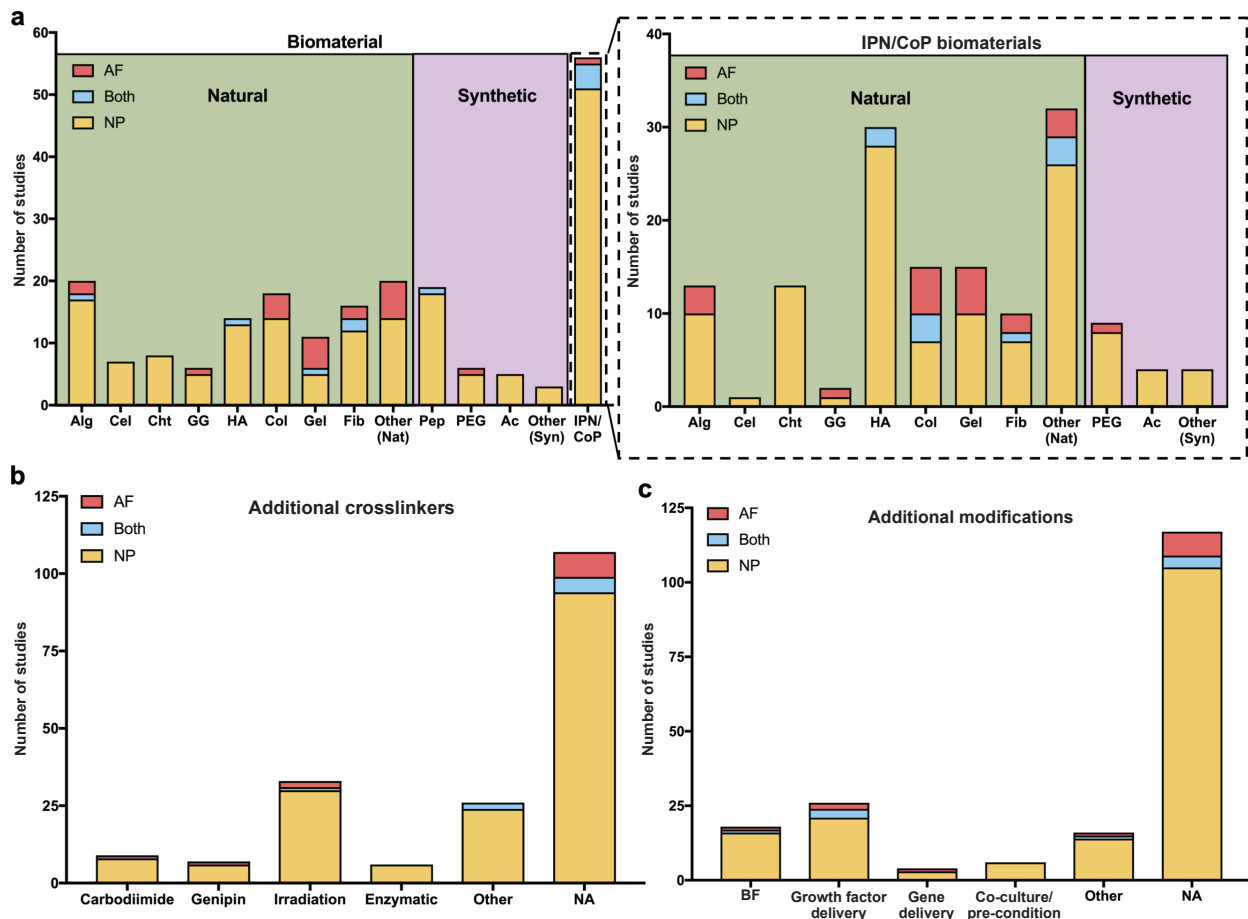 a
Biomaterial
AF
Both
NP
Natural
Synthetic
Number of studies
60
50
40
30
20
10
0
Alg Cel Cht GG HA Col Gel Fib Other (Nat) Pep PEG Ac Other (Syn) IPN/CoP
IPN/CoP biomaterials
AF
Both
NP
Natural
Synthetic
Number of studies
40
30
20
10
0
Alg Cel Cht GG HA Col Gel Fib Other (Nat) PEG Ac Other (Syn)
b
Additional crosslinkers
AF
Both
NP
Number of studies
125
100
75
50
25
0
Carbodiimide Genipin Irradiation Enzymatic Other NA
c
Additional modifications
AF
Both
NP
Number of studies
125
100
75
50
25
0
BF Growth factor delivery Gene delivery Co-culture/pre-condition Other NA